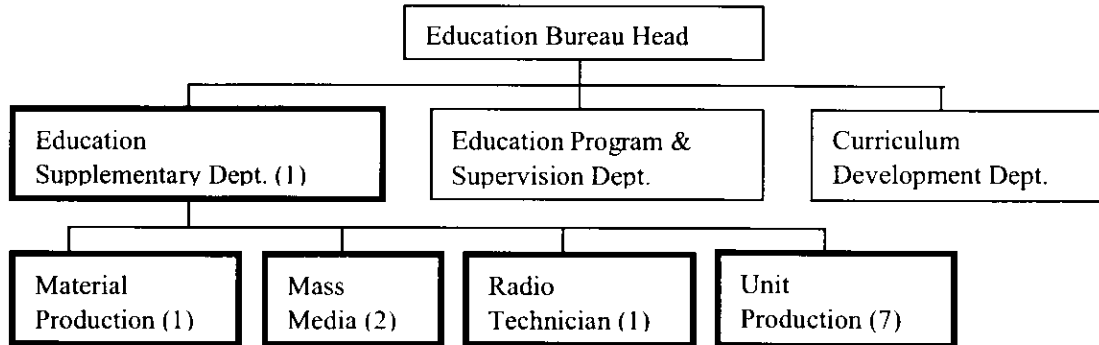 Education Bureau Head
Education
Supplementary Dept. (1)
Education Program &
Supervision Dept.
Curriculum
Development Dept.
Material
Production (1)
Mass
Media (2)
Radio
Technician (1)
Unit
Production (7)